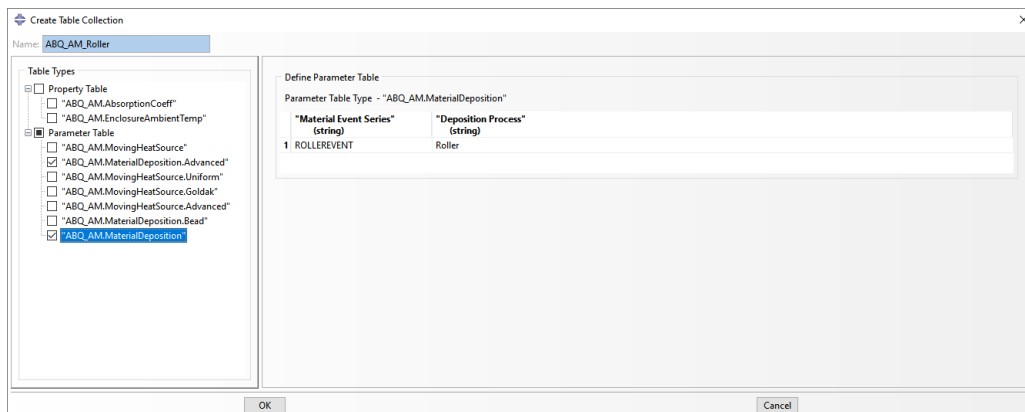 Create Table Collection
Name: ABQ_AM_Roller
Table Types
Property Table
"ABQ_AM.AbsorptionCoeff"
"ABQ_AM.EnclosureAmbientTemp"
Parameter Table
"ABQ_AM.MovingHeatSource"
"ABQ_AM.MaterialDeposition.Advanced"
"ABQ_AM.MovingHeatSource.Uniform"
"ABQ_AM.MovingHeatSource.Goldak"
"ABQ_AM.MovingHeatSource.Advanced"
"ABQ_AM.MaterialDeposition.Bead"
"ABQ_AM.MaterialDeposition"
Define Parameter Table
Parameter Table Type - "ABQ_AM.MaterialDeposition"
"Material Event Series" "Deposition Process"
(string) (string)
1 ROLLEREVENT Roller
OK Cancel